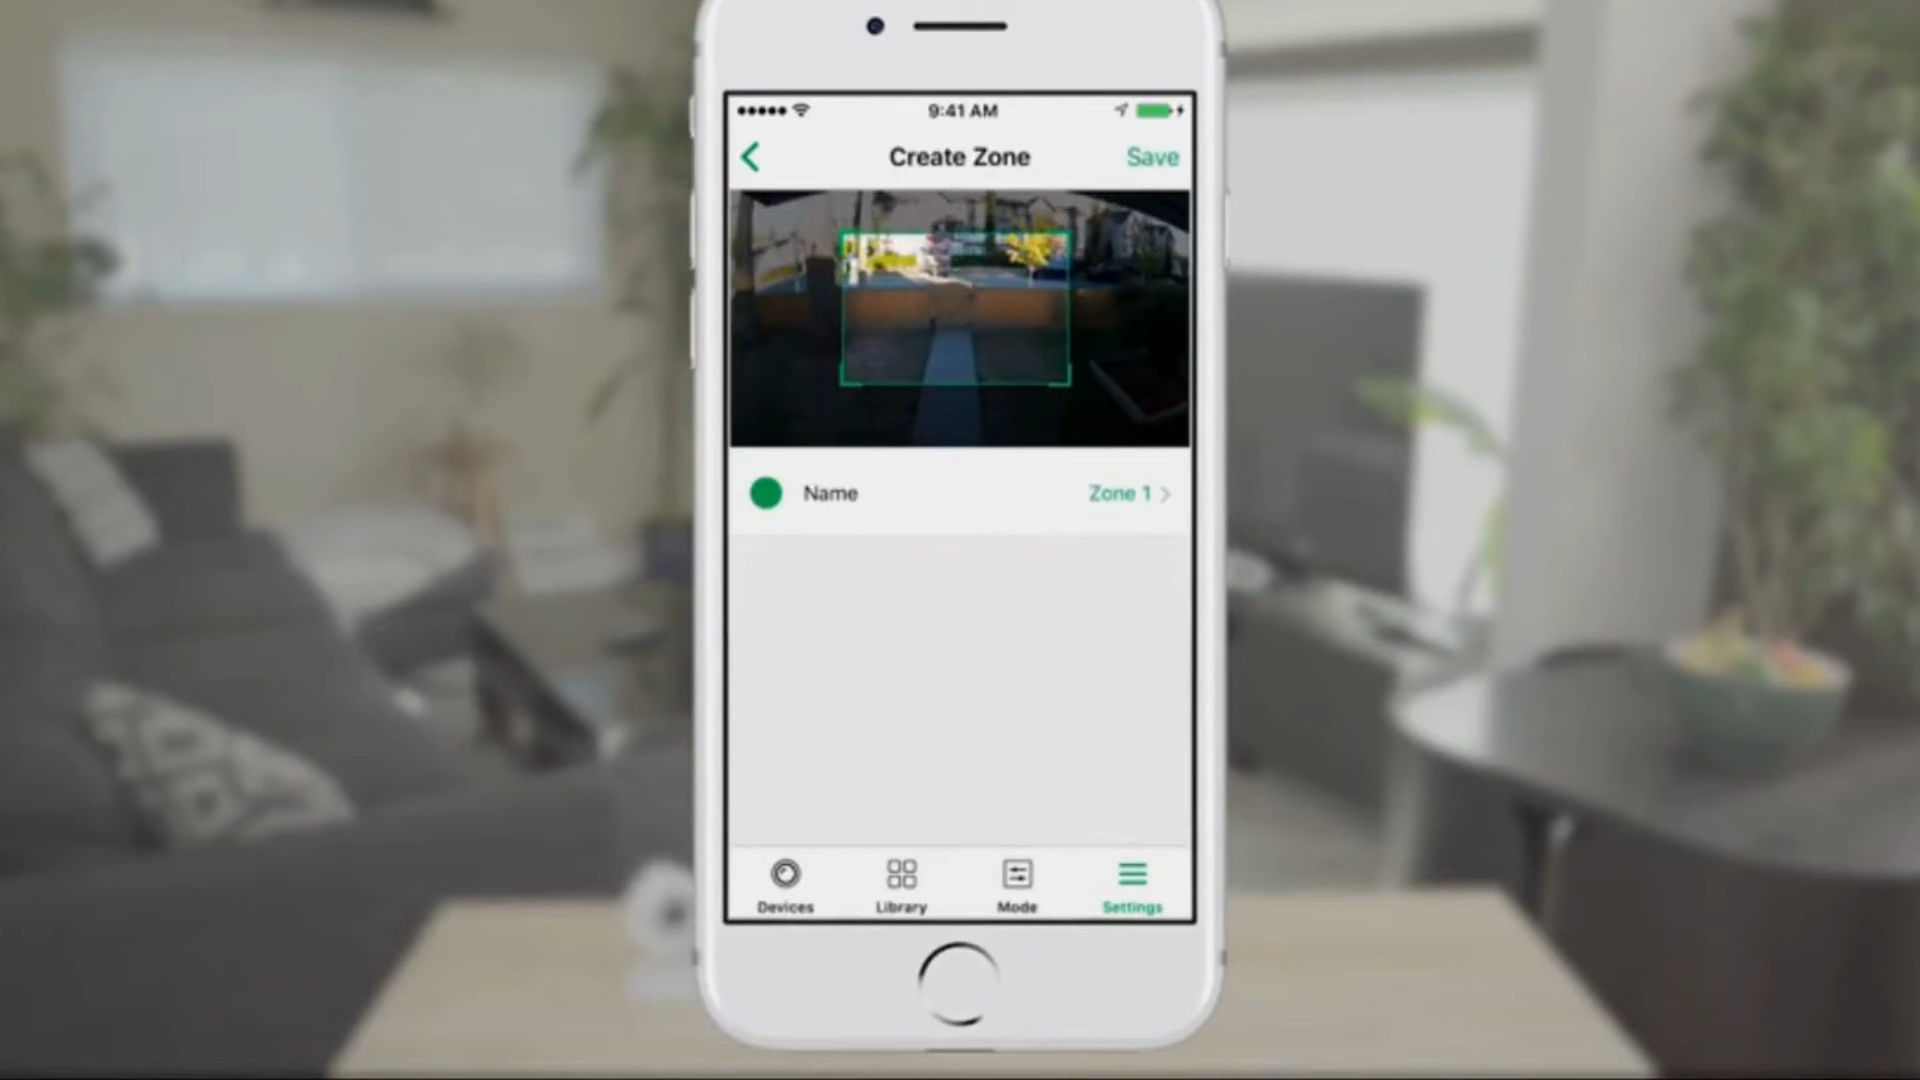 9:41 AM
Create Zone
Save
Name
Zone 1
Devices
Library
Mode
Settings